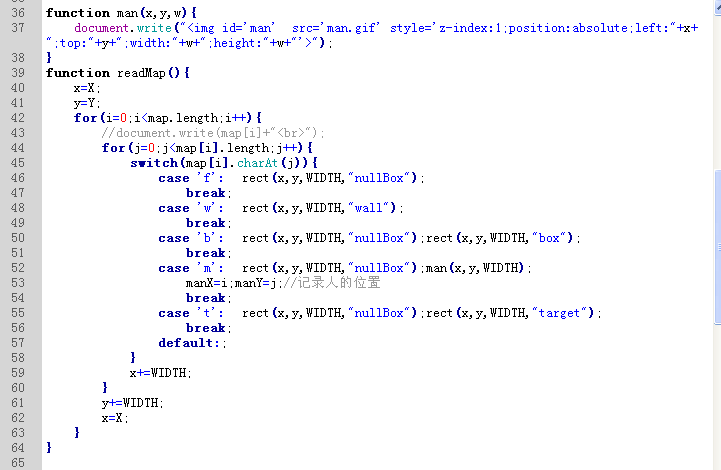 36 function man(x,y,w){
37     document.write("<img id='man'  src='man.gif' style='z-index:1;position:absolute;left:"+x+
";top:"+y+";width:"+w+";height:"+w+"'>");
38 }
39 function readMap(){
40     x=X;
41     y=Y;
42     for(i=0;i<map.length;i++){
43         //document.write(map[i]+"<br>");
44         for(j=0;j<map[i].length;j++){
45             switch(map[i].charAt(j)){
46                 case 'f':  rect(x,y,WIDTH,"nullBox");
47                     break;
48                 case 'w':  rect(x,y,WIDTH,"wall");
49                     break;
50                 case 'b':  rect(x,y,WIDTH,"nullBox");rect(x,y,WIDTH,"box");
51                     break;
52                 case 'm':  rect(x,y,WIDTH,"nullBox");man(x,y,WIDTH);
53                     manX=i;manY=j;//记录人的位置
54                     break;
55                 case 't':  rect(x,y,WIDTH,"nullBox");rect(x,y,WIDTH,"target");
56                     break;
57                 default:;
58             }
59             x+=WIDTH;
60         }
61         y+=WIDTH;
62         x=X;
63     }
64 }
65